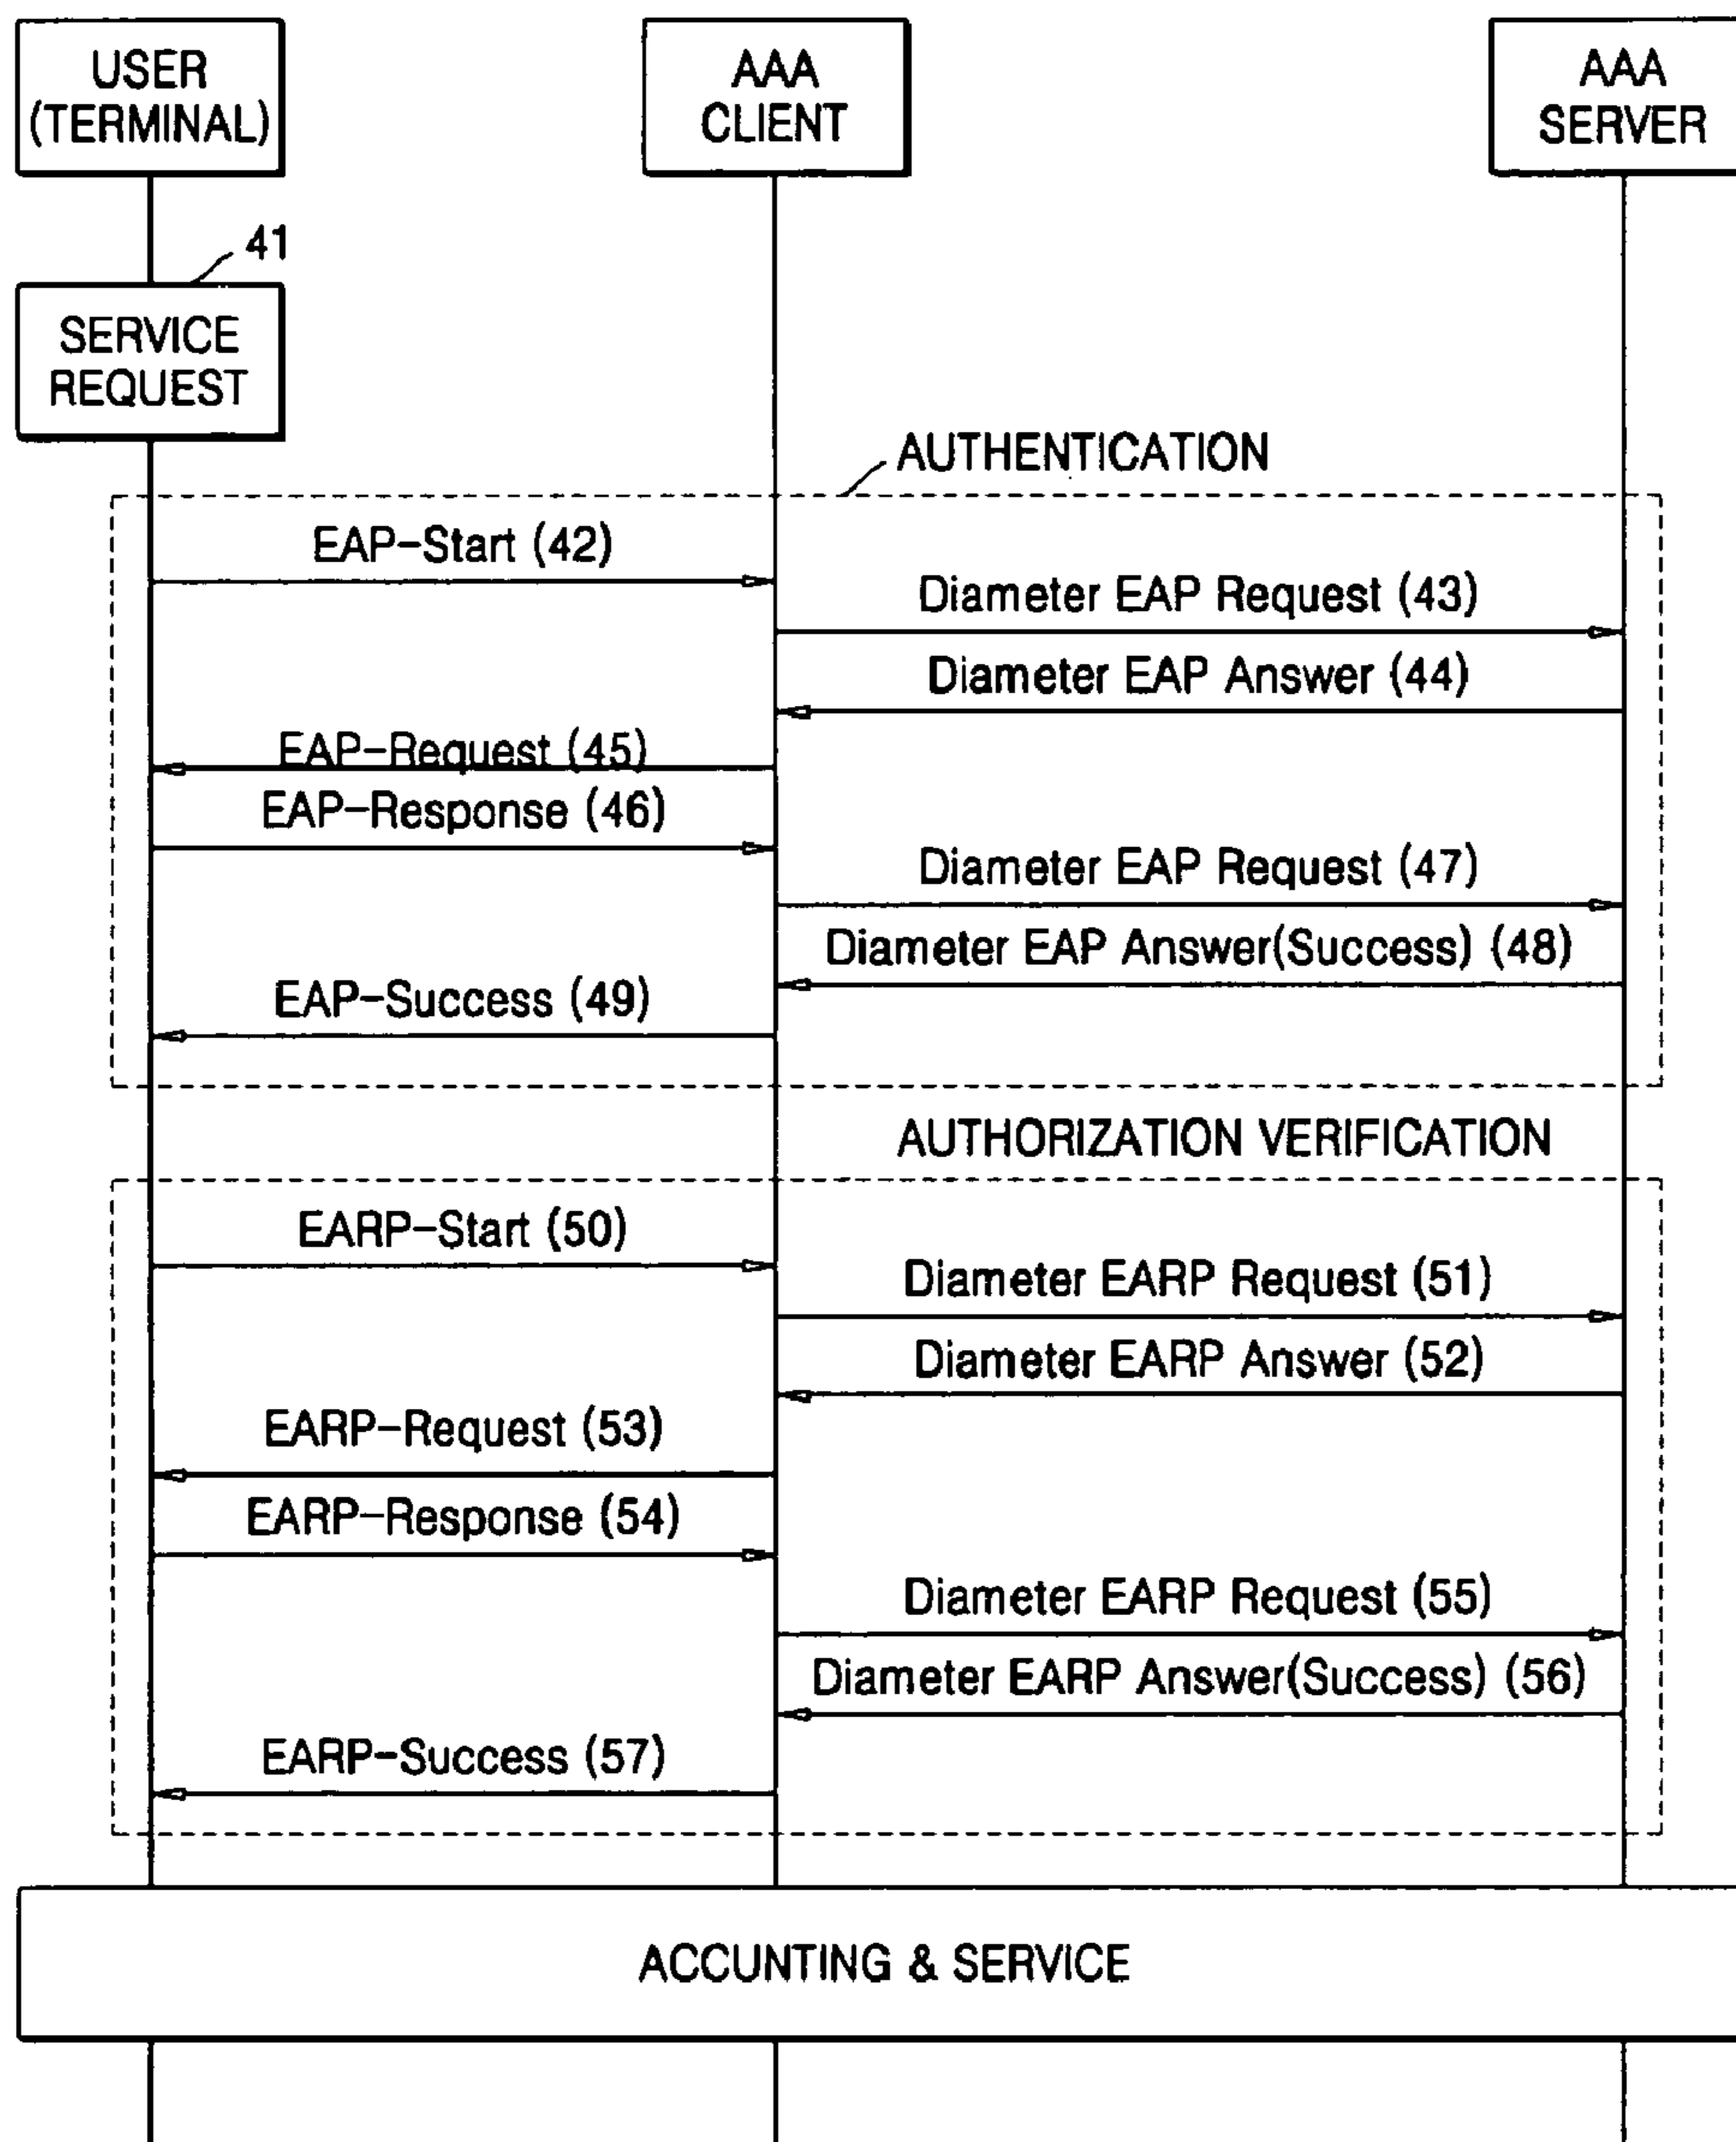 USER
(TERMINAL)
AAA
CLIENT
AAA
SERVER
41
SERVICE
REQUEST
AUTHENTICATION
EAP-Start (42)
Diameter EAP Request (43)
Diameter EAP Answer (44)
EAP-Request (45)
EAP-Response (46)
Diameter EAP Request (47)
Diameter EAP Answer(Success) (48)
EAP-Success (49)
AUTHORIZATION VERIFICATION
EARP-Start (50)
Diameter EARP Request (51)
Diameter EARP Answer (52)
EARP-Request (53)
EARP-Response (54)
Diameter EARP Request (55)
Diameter EARP Answer(Success) (56)
EARP-Success (57)
ACCUNTING & SERVICE